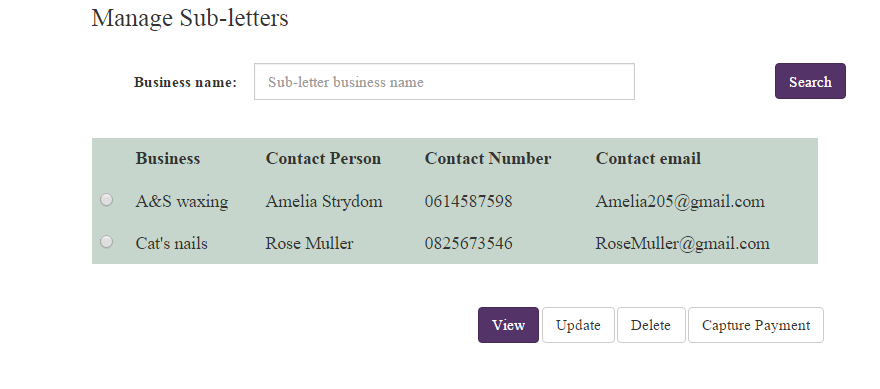 Manage Sub-letters
Business name: Sub-letter business name Search
Business Contact Person Contact Number Contact email
A&S waxing Amelia Strydom 0614587598 Amelia205@gmail.com
Cat's nails Rose Muller 0825673546 RoseMuller@gmail.com
View Update Delete Capture Payment